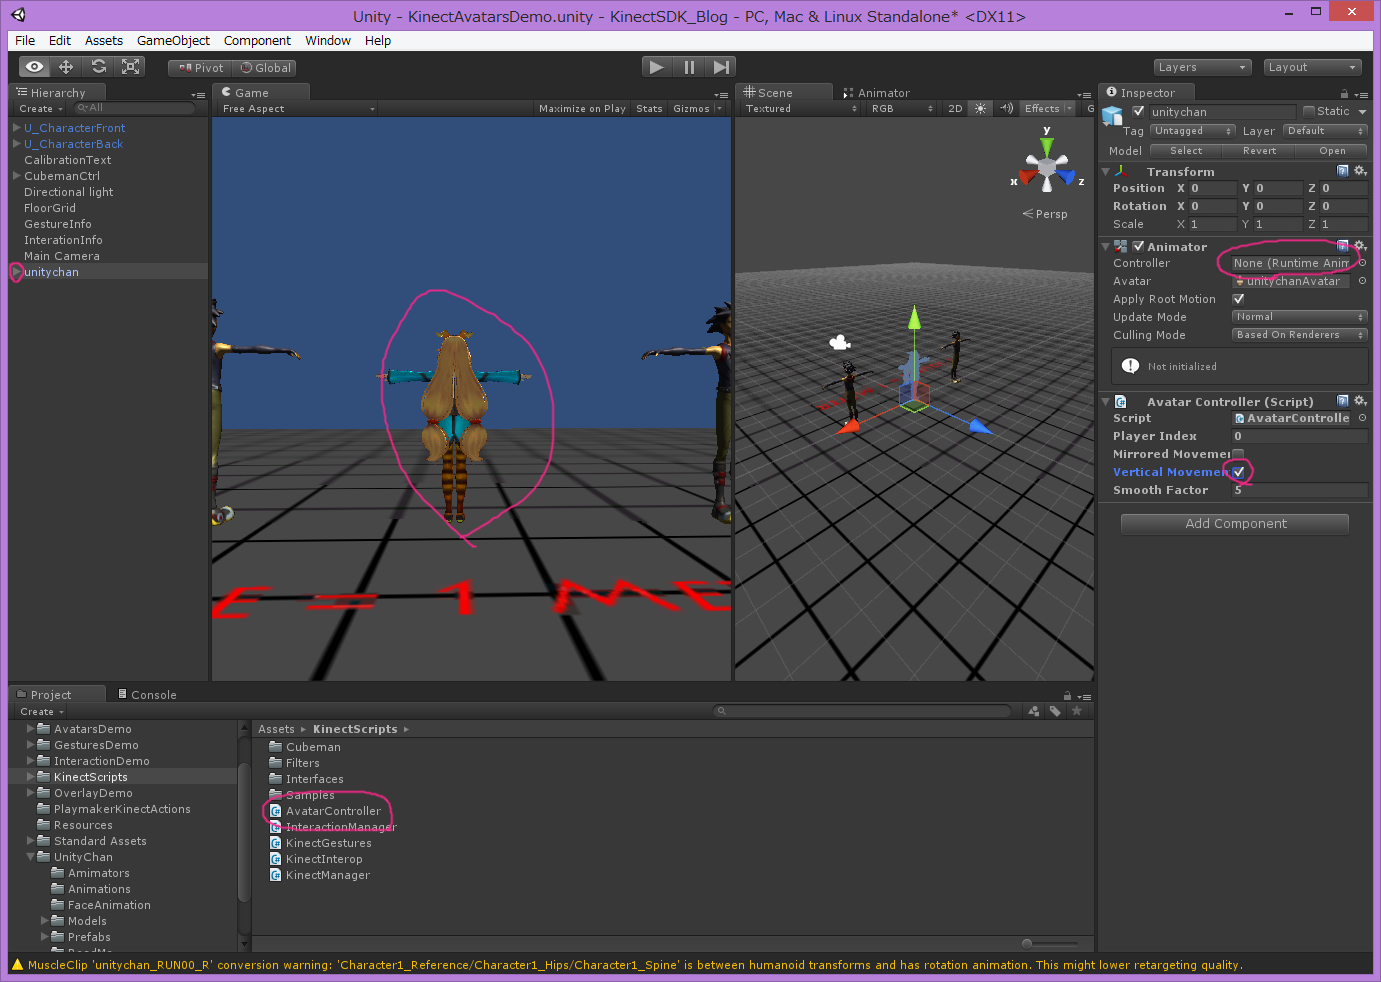 Unity - KinectAvatarsDemo.unity - KinectSDK_Blog - PC, Mac & Linux Standalone* <DX11>
File Edit Assets GameObject Component Window Help
Pivot Global Layers Layout
Hierarchy
Create All
U_CharacterFront
U_CharacterBack
CalibrationText
CubemanCtrl
Directional light
FloorGrid
GestureInfo
InterationInfo
Main Camera
unitychan
Game
Free Aspect Maximize on Play Stats Gizmos
E = 1 ME
Scene Animator
Textured RGB 2D Effects G
y
x z
Persp
Inspector
unitychan Static
Tag Untagged Layer Default
Model Select Revert Open
Transform
Position X 0 Y 0 Z 0
Rotation X 0 Y 0 Z 0
Scale X 1 Y 1 Z 1
Animator
Controller None (Runtime Anim
Avatar unitychanAvatar
Apply Root Motion
Update Mode Normal
Culling Mode Based On Renderers
Not initialized
Avatar Controller (Script)
Script AvatarControlle
Player Index 0
Mirrored Movemen
Vertical Movemen
Smooth Factor 5
Add Component
Project Console
Create
AvatarsDemo
GesturesDemo
InteractionDemo
KinectScripts
OverlayDemo
PlaymakerKinectActions
Resources
Standard Assets
UnityChan
Amimators
Animations
FaceAnimation
Models
Prefabs
ReadMe
Assets KinectScripts
Cubeman
Filters
Interfaces
Samples
AvatarController
InteractionManager
KinectGestures
KinectInterop
KinectManager
MuscleClip 'unitychan_RUN00_R' conversion warning: 'Character1_Reference/Character1_Hips/Character1_Spine' is between humanoid transforms and has rotation animation. This might lower retargeting quality.